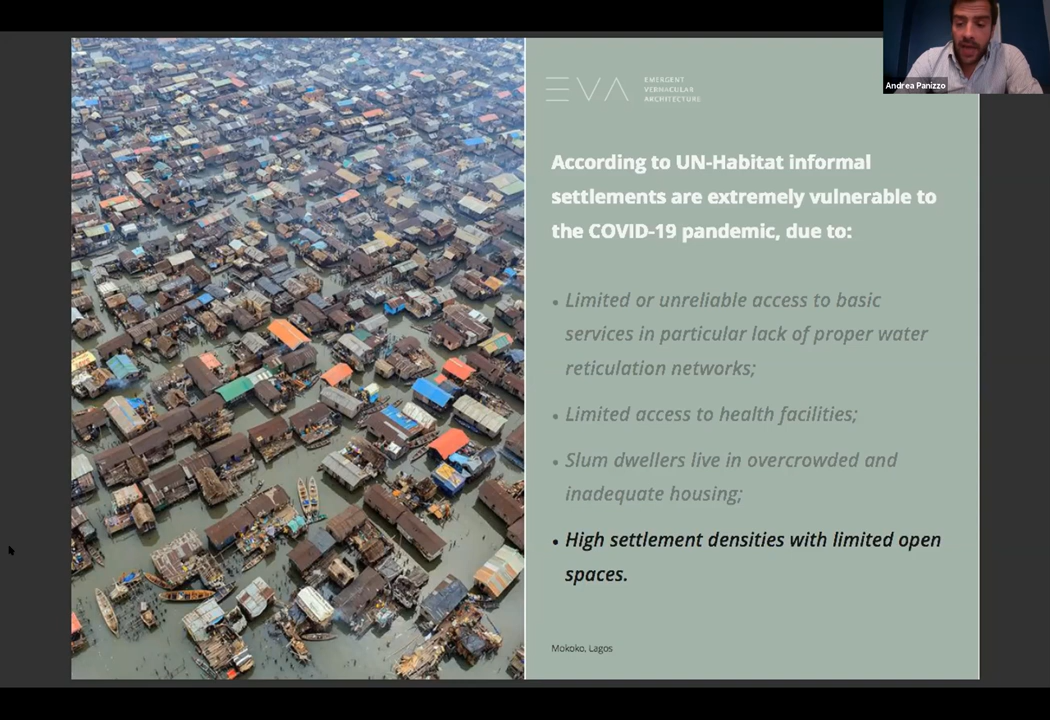 EVA
EMERGENT
VERNACULAR
ARCHITECTURE
Andrea Panizzo
According to UN-Habitat informal
settlements are extremely vulnerable to
the COVID-19 pandemic, due to:
• Limited or unreliable access to basic
services in particular lack of proper water
reticulation networks;
• Limited access to health facilities;
• Slum dwellers live in overcrowded and
inadequate housing;
• High settlement densities with limited open
spaces.
Mokoko, Lagos